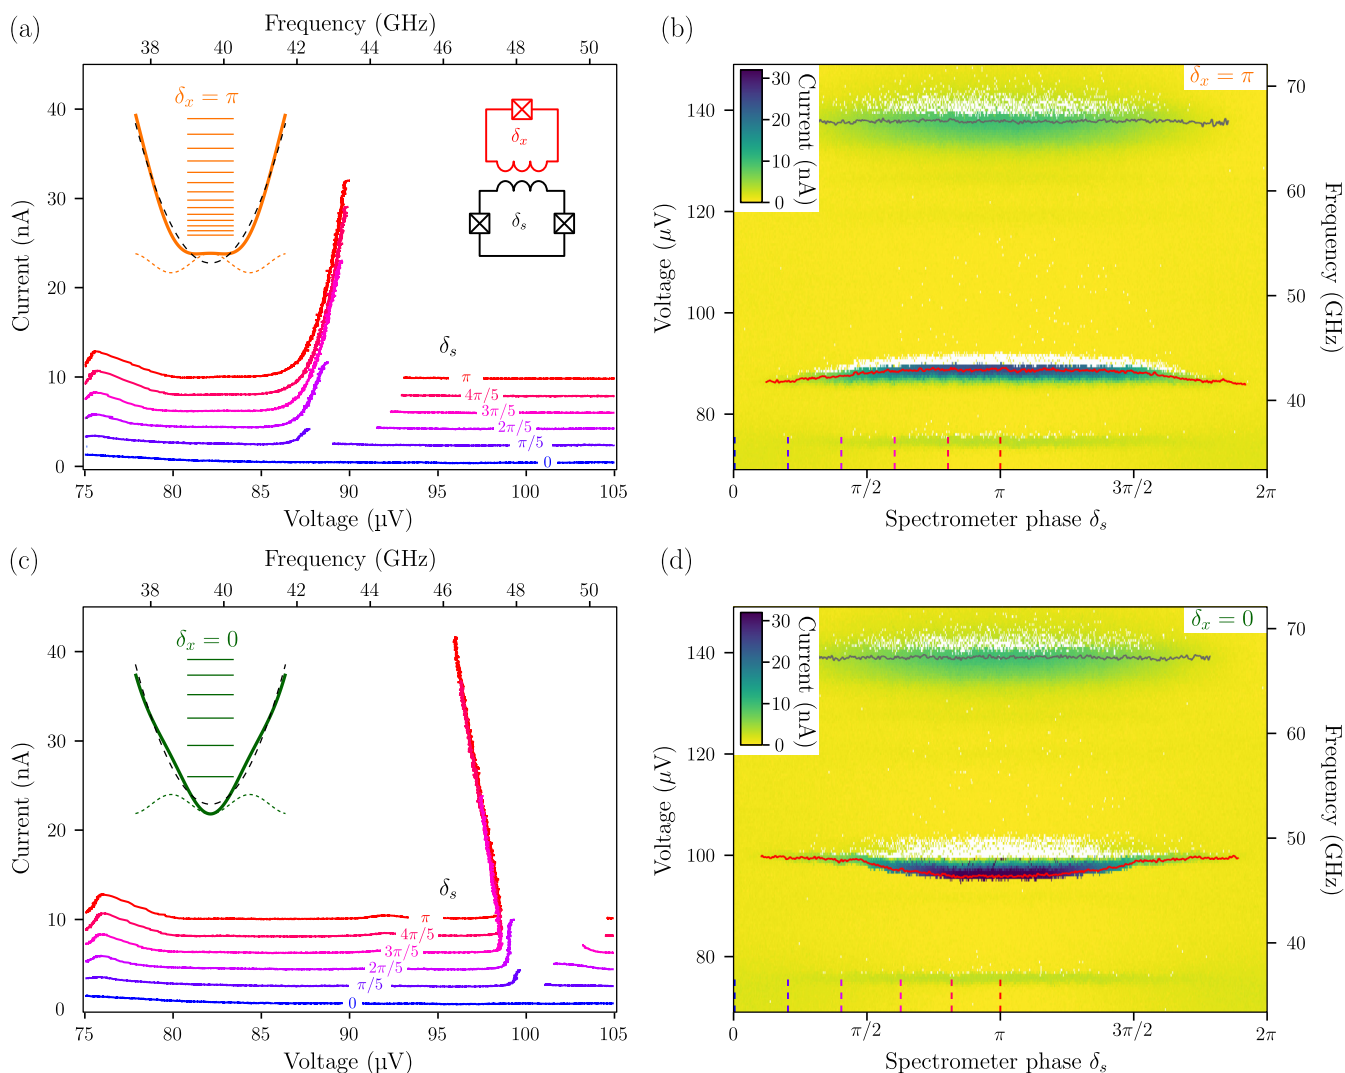 (a)
Frequency (GHz)
38 40 42 44 46 48 50
Current (nA)
40
30
20
10
0
δx = π
δx
δs
δs
π
4π/5
3π/5
2π/5
π/5
0
75 80 85 90 95 100 105
Voltage (µV)
(b)
Current (nA)
30
20
10
0
δx = π
Voltage (µV)
140
120
100
80
Frequency (GHz)
70
60
50
40
0 π/2 π 3π/2 2π
Spectrometer phase δs
(c)
Frequency (GHz)
38 40 42 44 46 48 50
Current (nA)
40
30
20
10
0
δx = 0
δs
π
4π/5
3π/5
2π/5
π/5
0
75 80 85 90 95 100 105
Voltage (µV)
(d)
Current (nA)
30
20
10
0
δx = 0
Voltage (µV)
140
120
100
80
Frequency (GHz)
70
60
50
40
0 π/2 π 3π/2 2π
Spectrometer phase δs